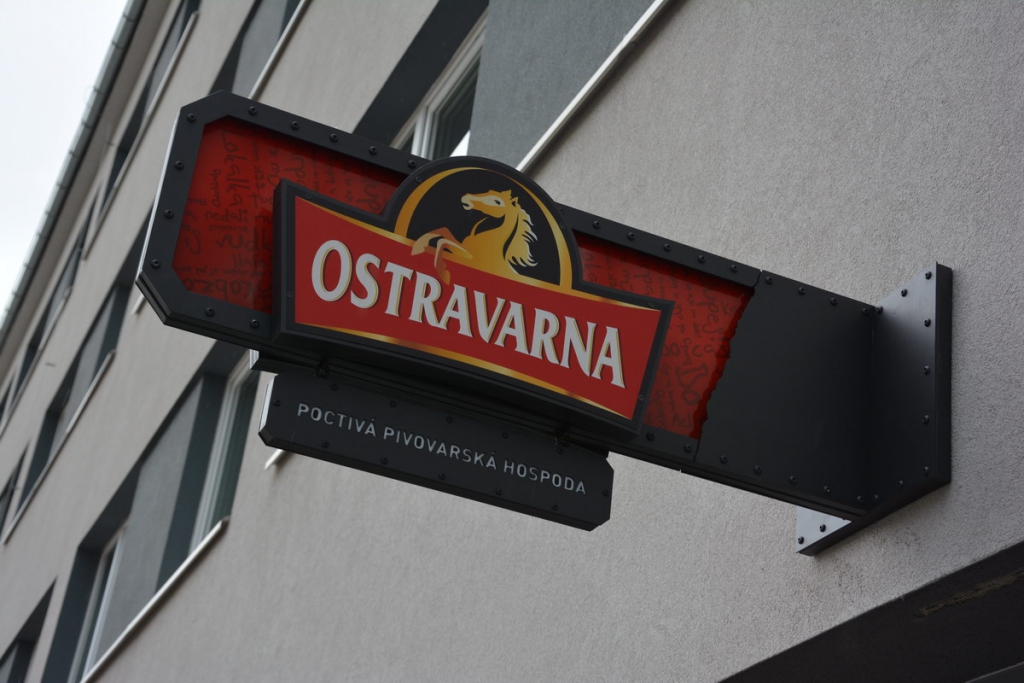 OSTRAVARNA
POCTIVÁ PIVOVARSKÁ HOSPODA